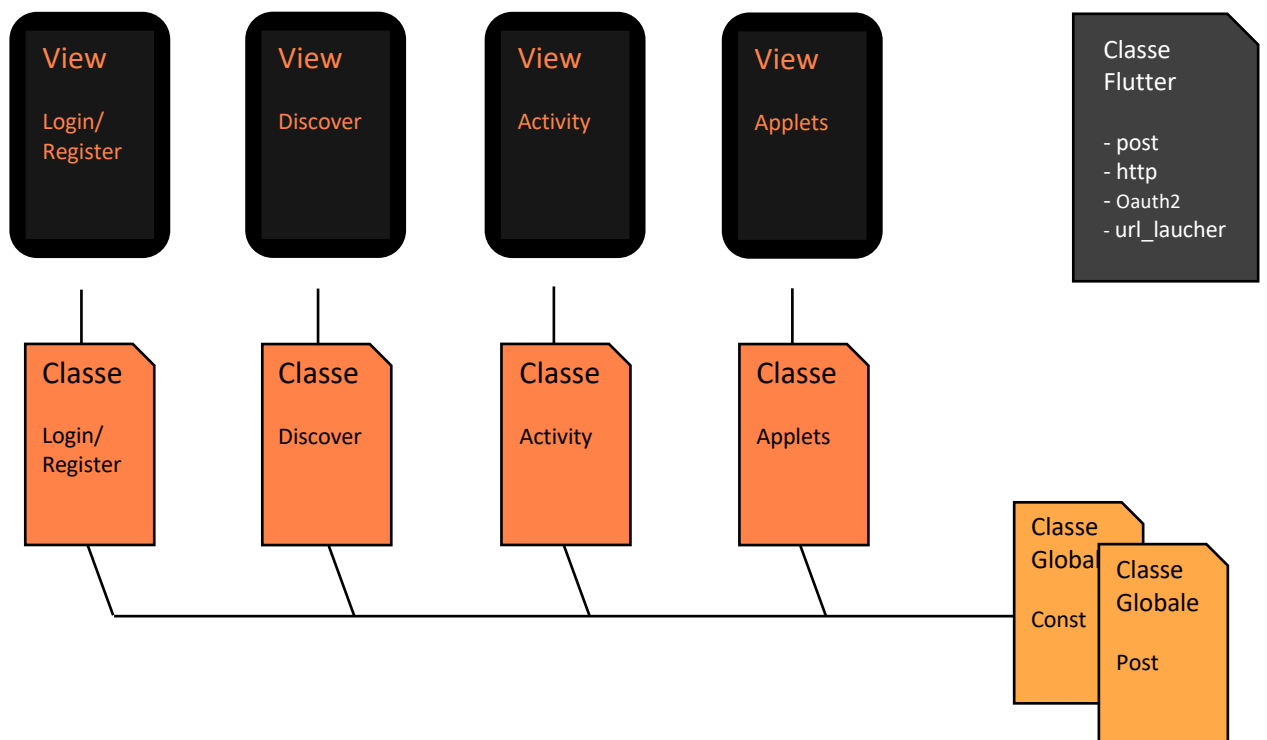 View
Login/
Register
View
Discover
View
Activity
View
Applets
Classe
Flutter
- post
- http
- Oauth2
- url_laucher
Classe
Login/
Register
Classe
Discover
Classe
Activity
Classe
Applets
Classe
Global
Const
Classe
Globale
Post